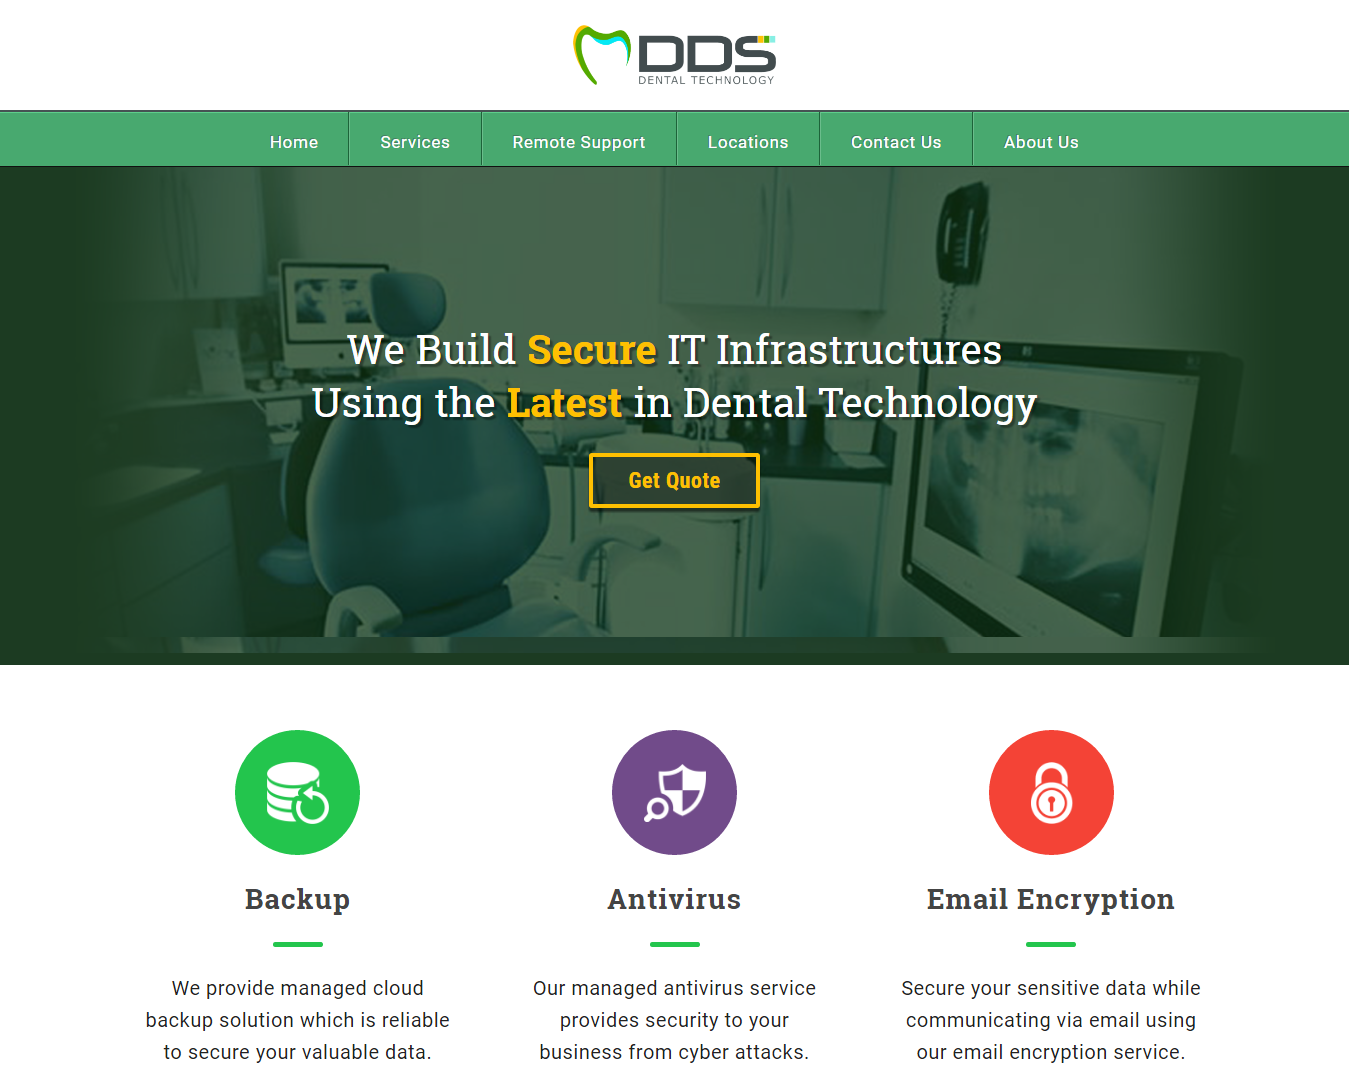 DDS
DENTAL TECHNOLOGY
Home
Services
Remote Support
Locations
Contact Us
About Us
We Build Secure IT Infrastructures
Using the Latest in Dental Technology
Get Quote
Backup
We provide managed cloud
backup solution which is reliable
to secure your valuable data.
Antivirus
Our managed antivirus service
provides security to your
business from cyber attacks.
Email Encryption
Secure your sensitive data while
communicating via email using
our email encryption service.